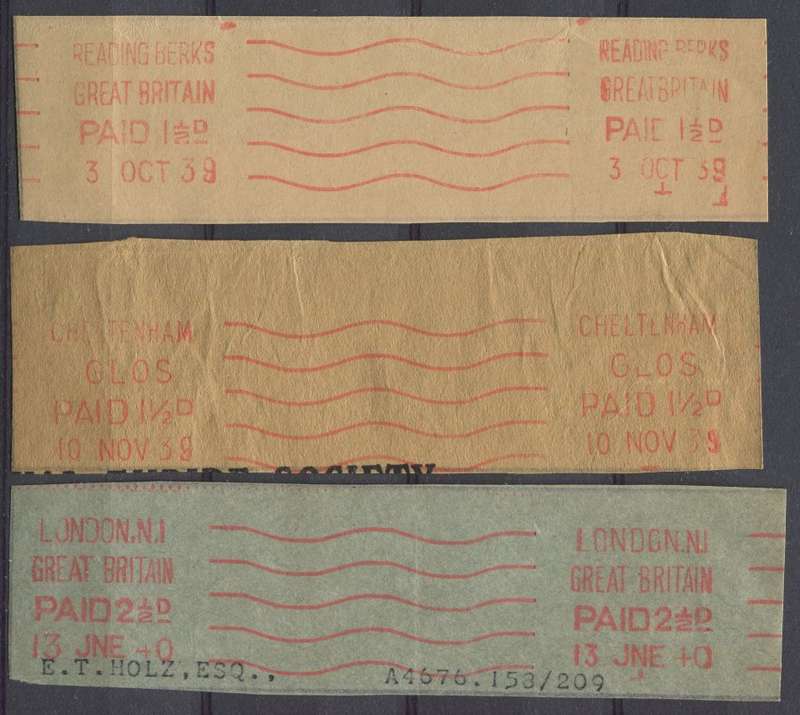 READING BERKS
GREAT BRITAIN
PAID 1½D
3 OCT 39
READING BERKS
GREAT BRITAIN
PAID 1½D
3 OCT 39
CHELTENHAM
GLOS
PAID 1½D
10 NOV 39
CHELTENHAM
GLOS
PAID 1½D
10 NOV 39
EMPIRE SOCIETY
LONDON.N.1
GREAT BRITAIN
PAID 2½D
13 JNE 40
LONDON.N.1
GREAT BRITAIN
PAID 2½D
13 JNE 40
E.T.HOLZ,ESQ., A4676.158/209